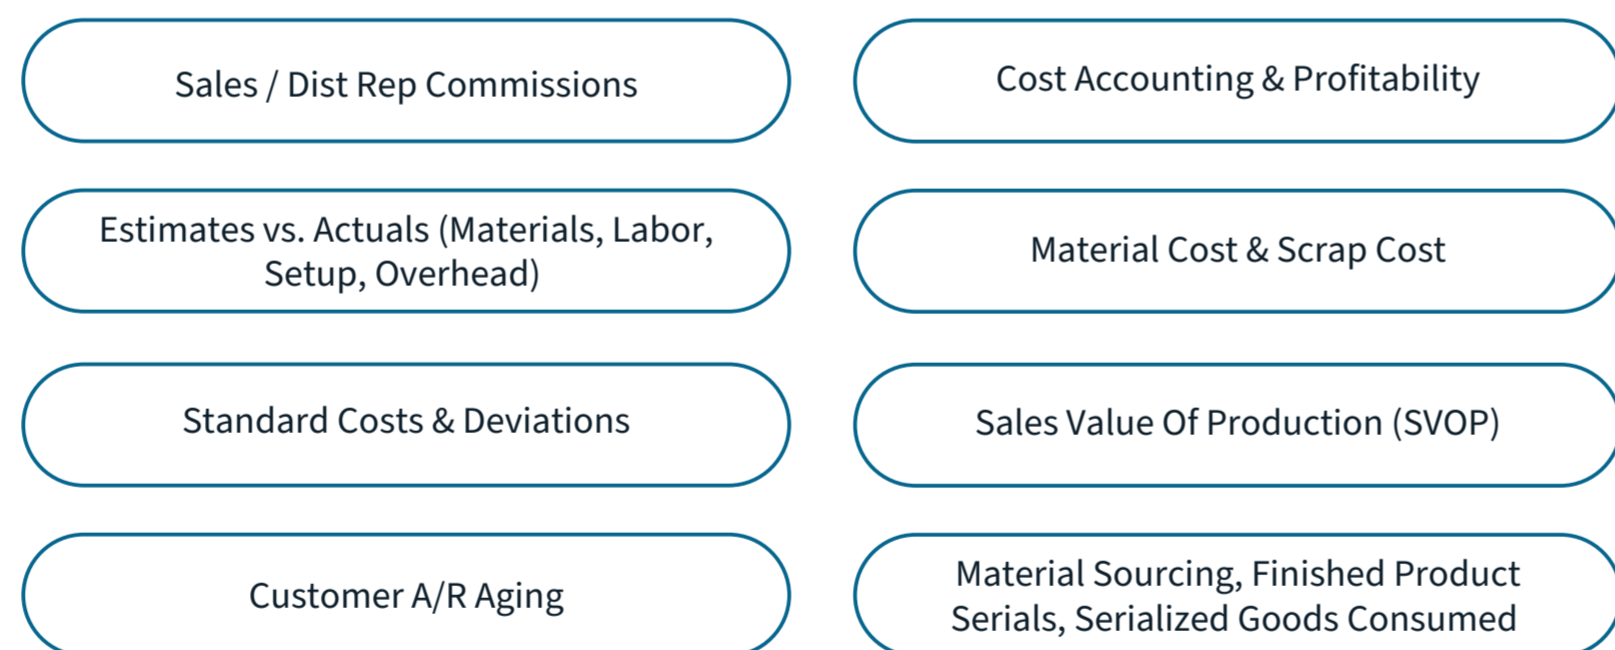 Sales / Dist Rep Commissions
Cost Accounting & Profitability
Estimates vs. Actuals (Materials, Labor,
Setup, Overhead)
Material Cost & Scrap Cost
Standard Costs & Deviations
Sales Value Of Production (SVOP)
Customer A/R Aging
Material Sourcing, Finished Product
Serials, Serialized Goods Consumed